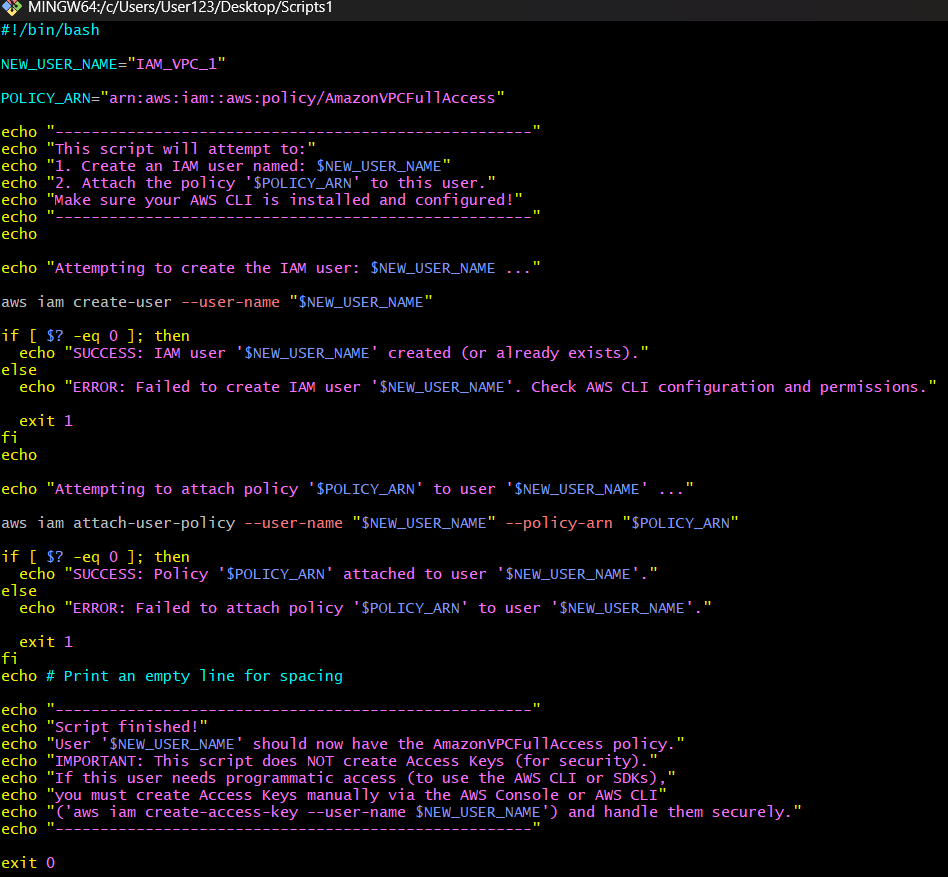 MINGW64:/c/Users/User123/Desktop/Scripts1
#!/bin/bash
NEW_USER_NAME="IAM_VPC_1"
POLICY_ARN="arn:aws:iam::aws:policy/AmazonVPCFullAccess"
echo "-----------------------------------------------------"
echo "This script will attempt to:"
echo "1. Create an IAM user named: $NEW_USER_NAME"
echo "2. Attach the policy '$POLICY_ARN' to this user."
echo "Make sure your AWS CLI is installed and configured!"
echo "-----------------------------------------------------"
echo
echo "Attempting to create the IAM user: $NEW_USER_NAME ..."
aws iam create-user --user-name "$NEW_USER_NAME"
if [ $? -eq 0 ]; then
  echo "SUCCESS: IAM user '$NEW_USER_NAME' created (or already exists)."
else
  echo "ERROR: Failed to create IAM user '$NEW_USER_NAME'. Check AWS CLI configuration and permissions."
  exit 1
fi
echo
echo "Attempting to attach policy '$POLICY_ARN' to user '$NEW_USER_NAME' ..."
aws iam attach-user-policy --user-name "$NEW_USER_NAME" --policy-arn "$POLICY_ARN"
if [ $? -eq 0 ]; then
  echo "SUCCESS: Policy '$POLICY_ARN' attached to user '$NEW_USER_NAME'."
else
  echo "ERROR: Failed to attach policy '$POLICY_ARN' to user '$NEW_USER_NAME'."
  exit 1
fi
echo # Print an empty line for spacing
echo "-----------------------------------------------------"
echo "Script finished!"
echo "User '$NEW_USER_NAME' should now have the AmazonVPCFullAccess policy."
echo "IMPORTANT: This script does NOT create Access Keys (for security)."
echo "If this user needs programmatic access (to use the AWS CLI or SDKs),"
echo "you must create Access Keys manually via the AWS Console or AWS CLI"
echo "('aws iam create-access-key --user-name $NEW_USER_NAME') and handle them securely."
echo "-----------------------------------------------------"
exit 0